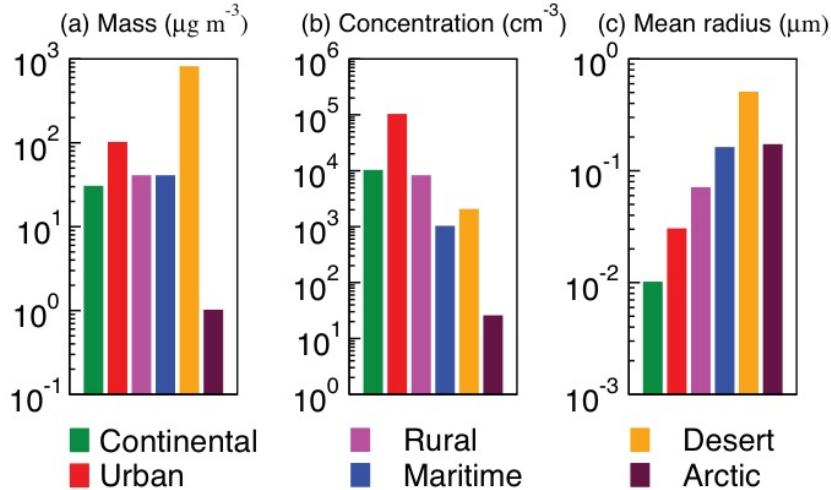 (a) Mass (μg m⁻³)
(b) Concentration (cm⁻³)
(c) Mean radius (μm)
10³
10²
10¹
10⁰
10⁻¹
10⁶
10⁵
10⁴
10³
10²
10¹
10⁰
10⁰
10⁻¹
10⁻²
10⁻³
Continental
Rural
Desert
Urban
Maritime
Arctic